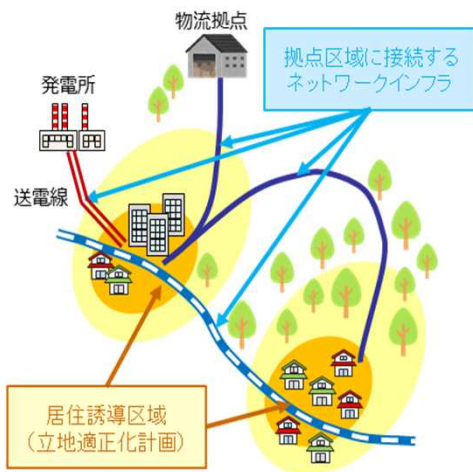 物流拠点
拠点区域に接続する
ネットワークインフラ
発電所
送電線
居住誘導区域
(立地適正化計画)